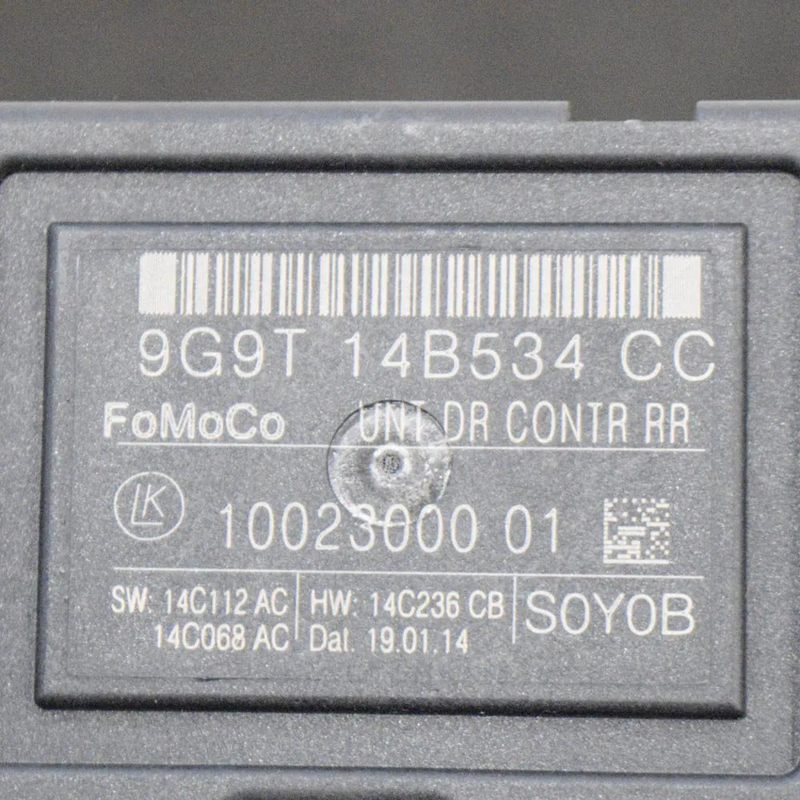 9G9T 14B534 CC
FoMoCo UNT DR CONTR RR
LK 10023000 01
SW: 14C112 AC HW: 14C236 CB S0Y0B
14C068 AC Dat. 19.01.14